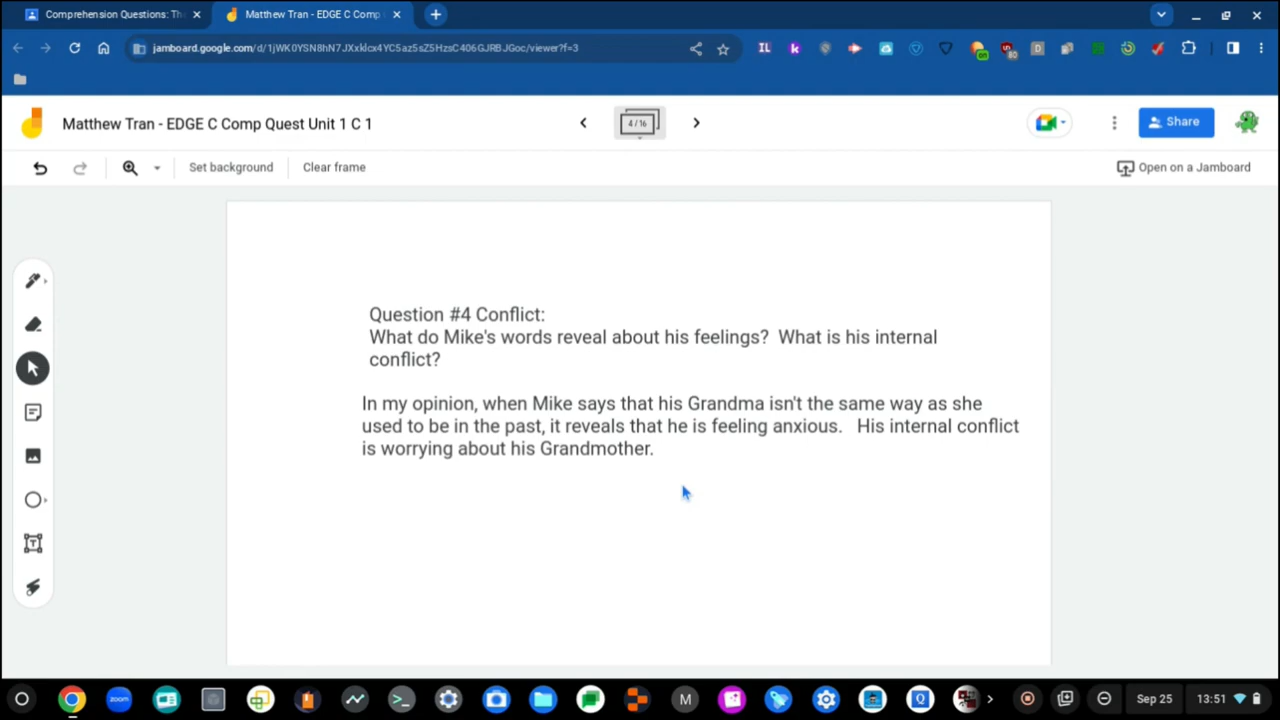 Comprehension Questions: Th
Matthew Tran - EDGE C Comp
jamboard.google.com/d/1jWK0YSN8hN7JXxklcx4YC5az5sZ5HzsC406GJRBJGoc/viewer?f=3
Matthew Tran - EDGE C Comp Quest Unit 1 C 1
4 / 16
Share
Set background
Clear frame
Open on a Jamboard
Question #4 Conflict:
What do Mike's words reveal about his feelings? What is his internal
conflict?
In my opinion, when Mike says that his Grandma isn't the same way as she
used to be in the past, it reveals that he is feeling anxious. His internal conflict
is worrying about his Grandmother.
zoom
M
Q
Sep 25
13:51